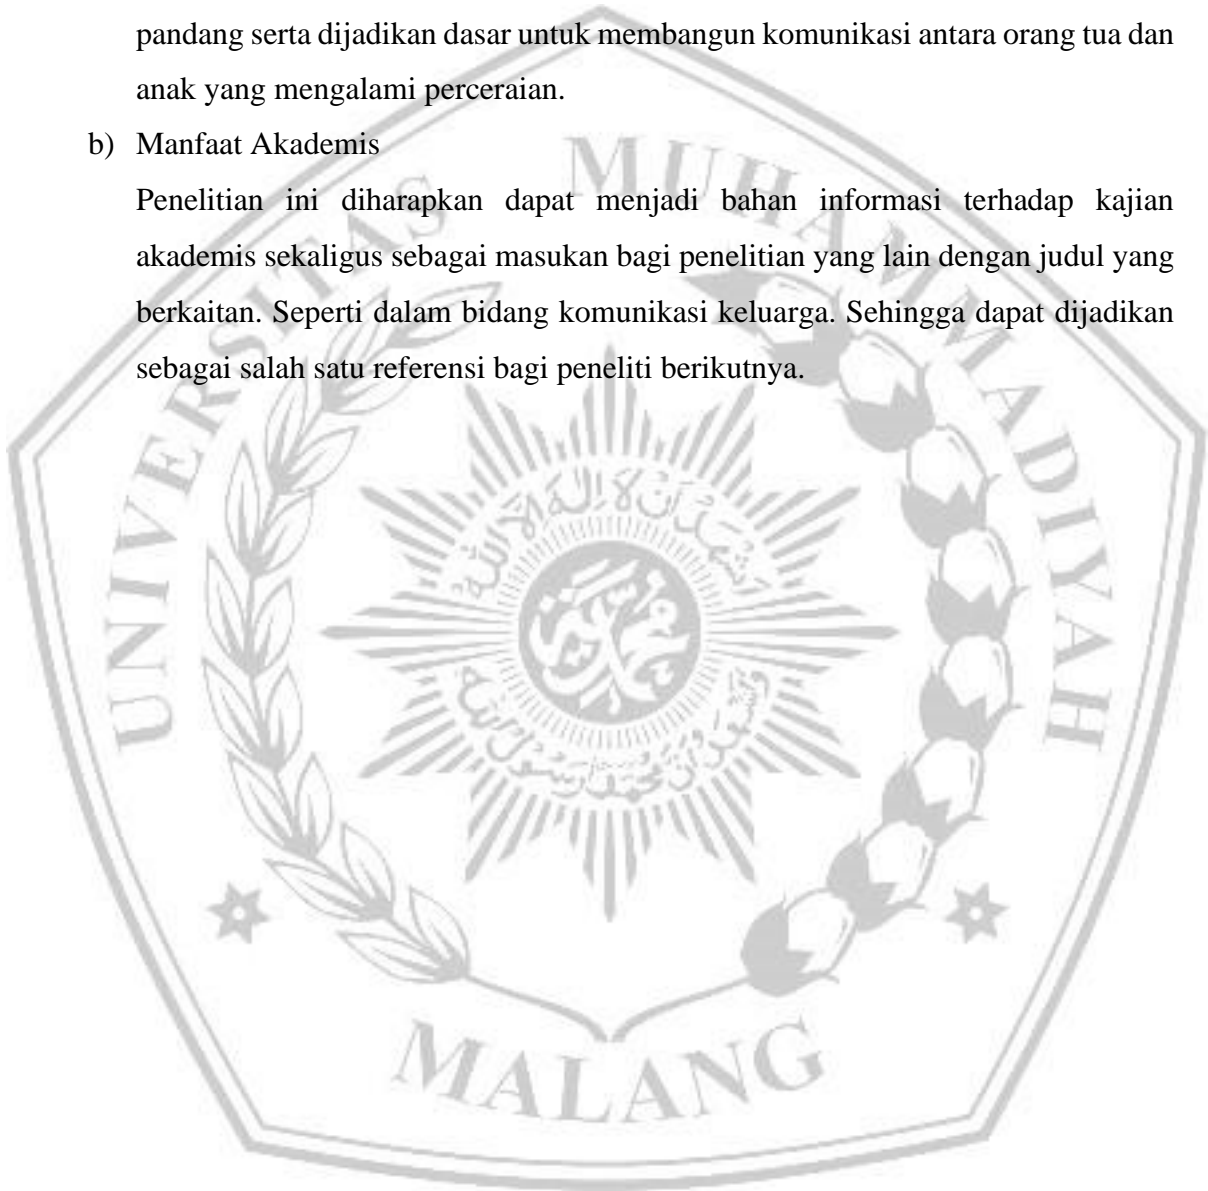 pandang serta dijadikan dasar untuk membangun komunikasi antara orang tua dan
anak yang mengalami perceraian.
b) Manfaat Akademis
Penelitian ini diharapkan dapat menjadi bahan informasi terhadap kajian
akademis sekaligus sebagai masukan bagi penelitian yang lain dengan judul yang
berkaitan. Seperti dalam bidang komunikasi keluarga. Sehingga dapat dijadikan
sebagai salah satu referensi bagi peneliti berikutnya.
UNIVERSITAS MUHAMMADIYAH
MALANG